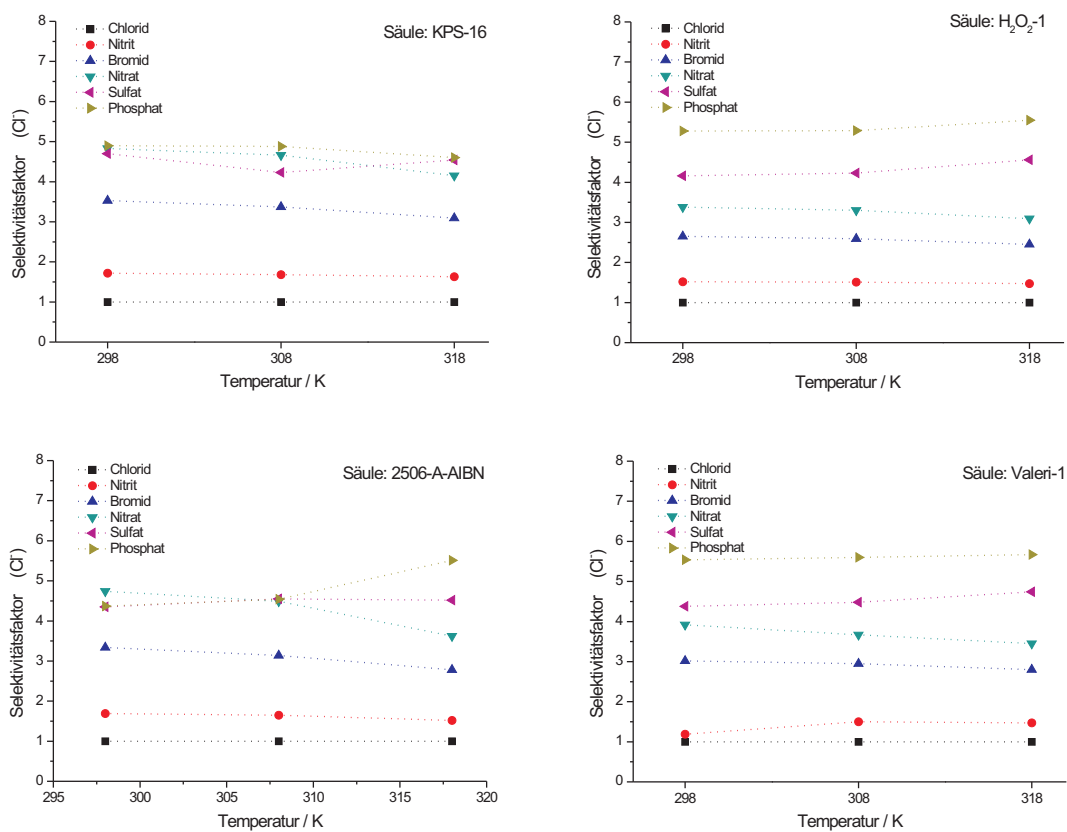 Säule: KPS-16
Chlorid
Nitrit
Bromid
Nitrat
Sulfat
Phosphat
Selektivitätsfaktor (Cl⁻)
8
7
6
5
4
3
2
1
0
298
308
318
Temperatur / K
Säule: H₂O₂-1
Chlorid
Nitrit
Bromid
Nitrat
Sulfat
Phosphat
Selektivitätsfaktor (Cl⁻)
8
7
6
5
4
3
2
1
0
298
308
318
Temperatur / K
Säule: 2506-A-AIBN
Chlorid
Nitrit
Bromid
Nitrat
Sulfat
Phosphat
Selektivitätsfaktor (Cl⁻)
8
7
6
5
4
3
2
1
0
295
300
305
310
315
320
Temperatur / K
Säule: Valeri-1
Chlorid
Nitrit
Bromid
Nitrat
Sulfat
Phosphat
Selektivitätsfaktor (Cl⁻)
8
7
6
5
4
3
2
1
0
298
308
318
Temperatur / K